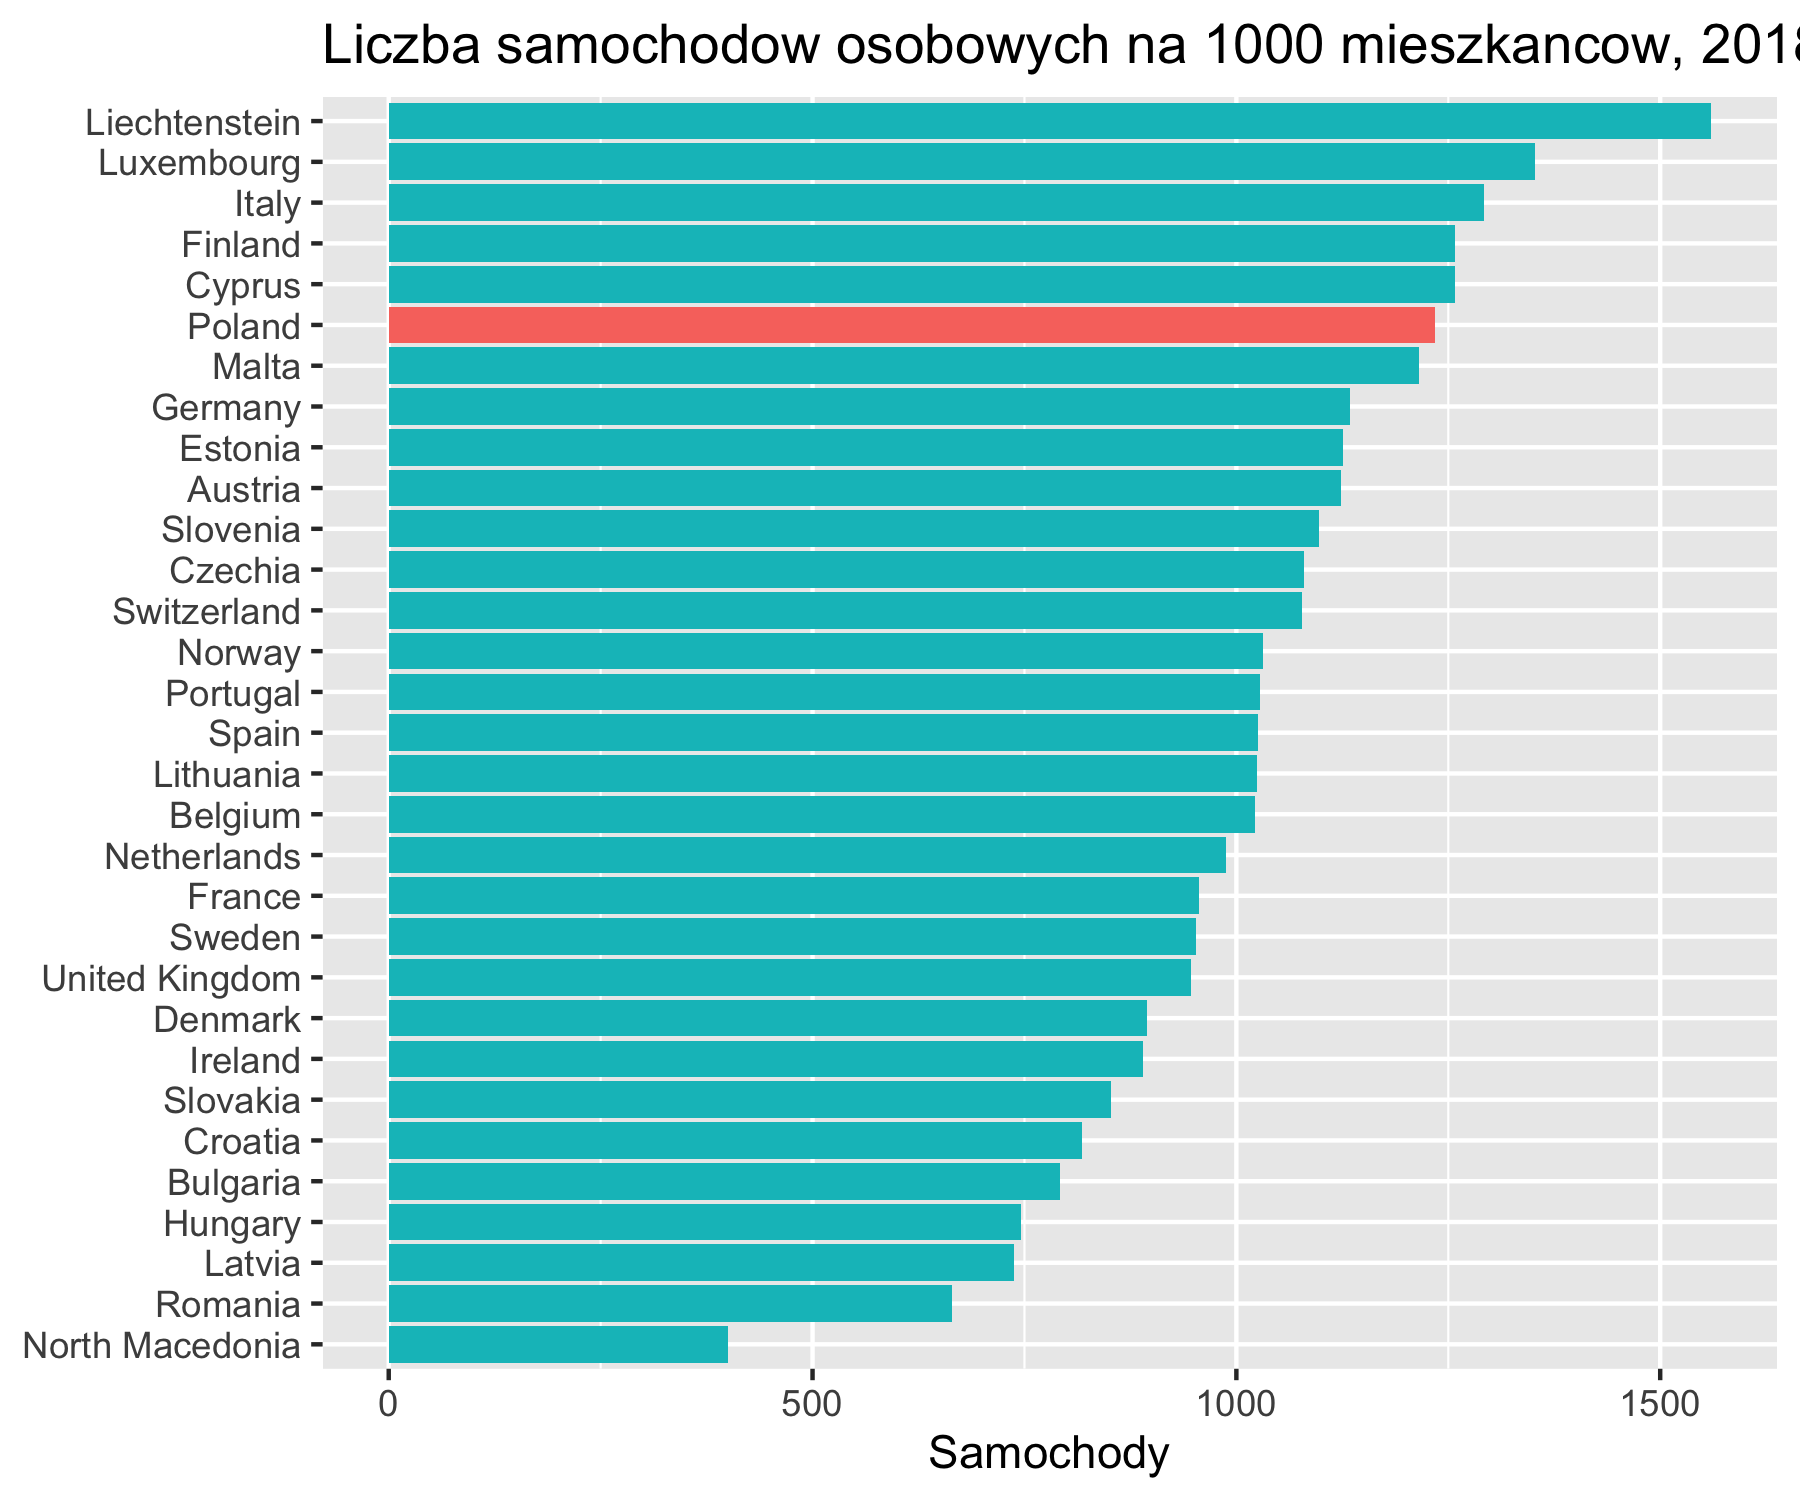 Liczba samochodow osobowych na 1000 mieszkancow, 2018
Liechtenstein
Luxembourg
Italy
Finland
Cyprus
Poland
Malta
Germany
Estonia
Austria
Slovenia
Czechia
Switzerland
Norway
Portugal
Spain
Lithuania
Belgium
Netherlands
France
Sweden
United Kingdom
Denmark
Ireland
Slovakia
Croatia
Bulgaria
Hungary
Latvia
Romania
North Macedonia
0 500 1000 1500
Samochody